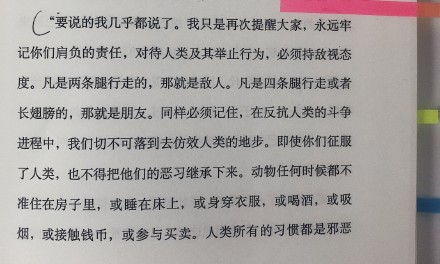 “要说的我几乎都说了。我只是再次提醒大家，永远牢
记你们肩负的责任，对待人类及其举止行为，必须持敌视态
度。凡是两条腿行走的，那就是敌人。凡是四条腿行走或者
长翅膀的，那就是朋友。同样必须记住，在反抗人类的斗争
进程中，我们切不可落到去仿效人类的地步。即使你们征服
了人类，也不得把他们的恶习继承下来。动物任何时候都不
准住在房子里，或睡在床上，或身穿衣服，或喝酒，或吸
烟，或接触钱币，或参与买卖。人类所有的习惯都是邪恶